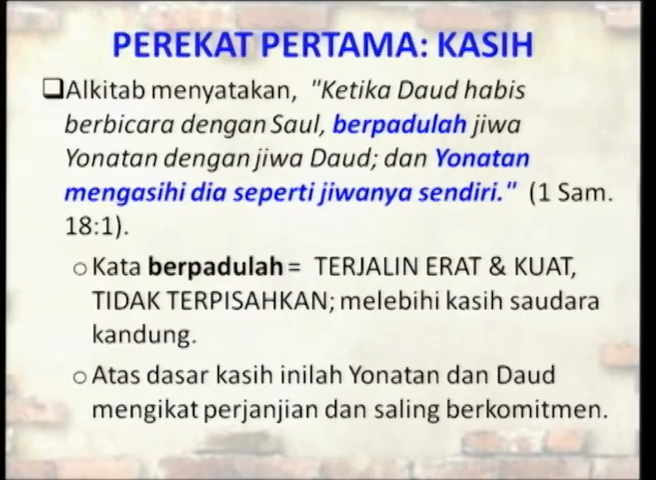 PEREKAT PERTAMA: KASIH
❑Alkitab menyatakan, "Ketika Daud habis
berbicara dengan Saul, berpadulah jiwa
Yonatan dengan jiwa Daud; dan Yonatan
mengasihi dia seperti jiwanya sendiri." (1 Sam.
18:1).
○ Kata berpadulah = TERJALIN ERAT & KUAT,
TIDAK TERPISAHKAN; melebihi kasih saudara
kandung.
○ Atas dasar kasih inilah Yonatan dan Daud
mengikat perjanjian dan saling berkomitmen.